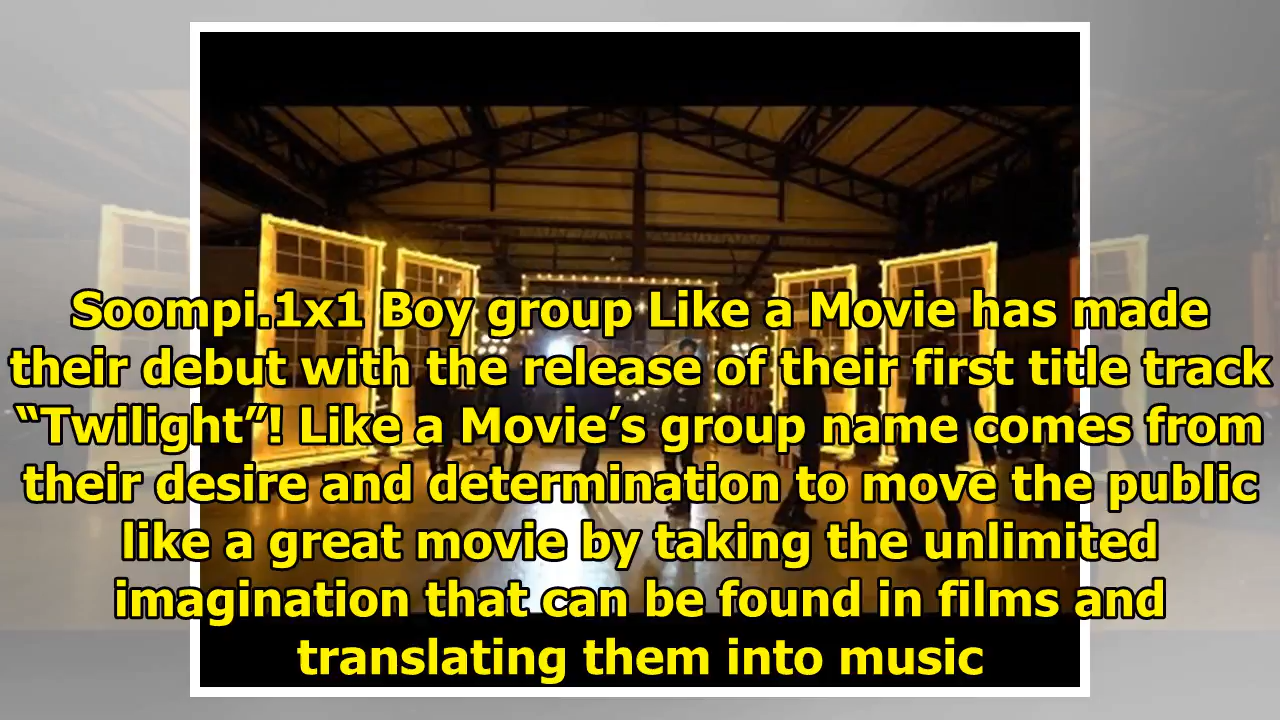 Soompi.1x1 Boy group Like a Movie has made
their debut with the release of their first title track
“Twilight”! Like a Movie’s group name comes from
their desire and determination to move the public
like a great movie by taking the unlimited
imagination that can be found in films and
translating them into music